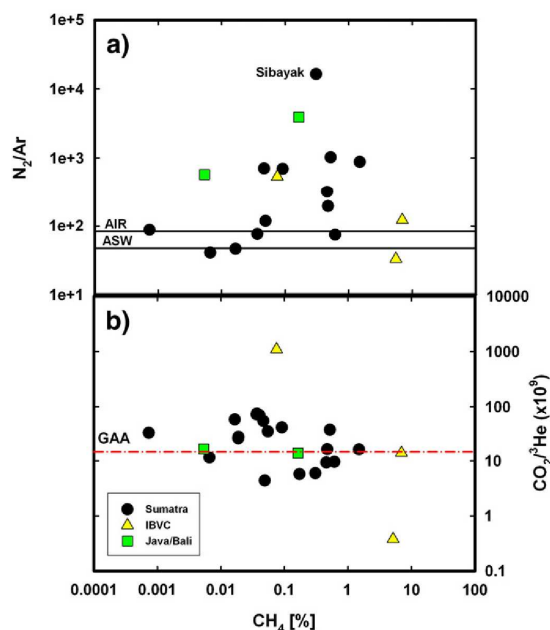 a)
1e+5
1e+4
1e+3
1e+2
1e+1
N₂/Ar
Sibayak
AIR
ASW
b)
10000
1000
100
10
1
0.1
CO₂/³He (x10⁹)
GAA
Sumatra
IBVC
Java/Bali
0.0001 0.001 0.01 0.1 1 10 100
CH₄ [%]